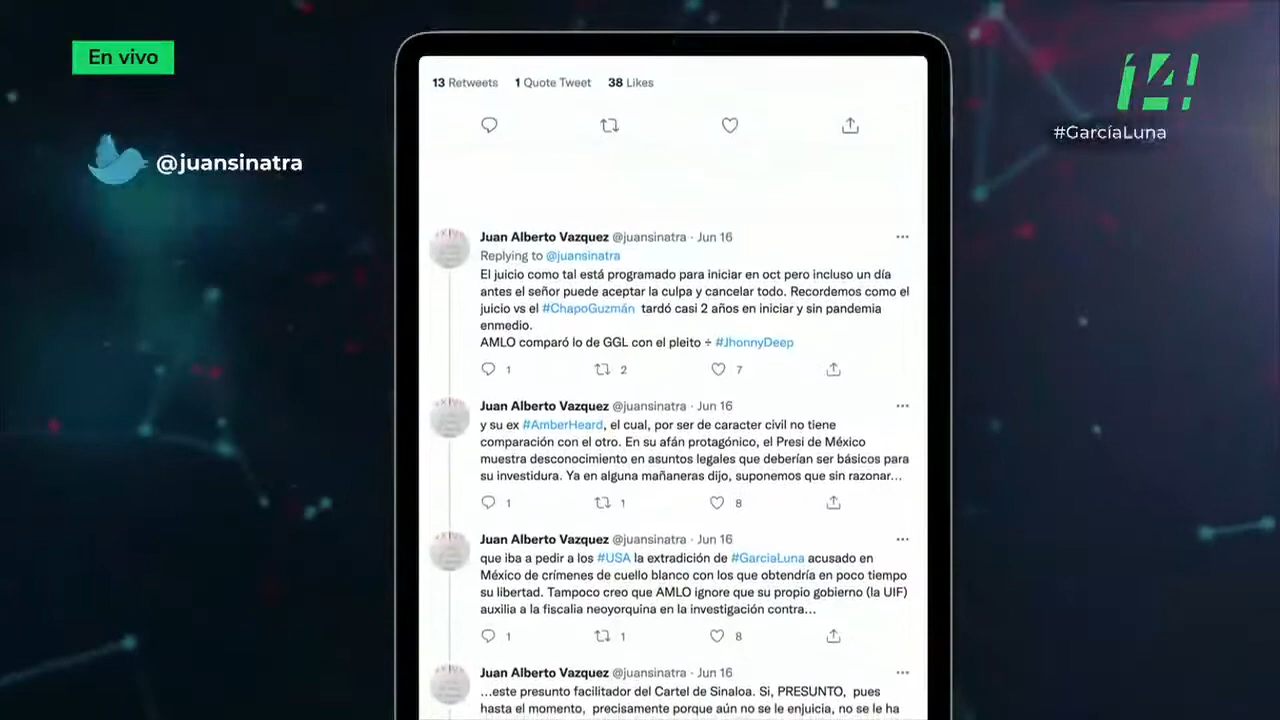 En vivo
@juansinatra
14!
#GarcíaLuna
13 Retweets 1 Quote Tweet 38 Likes
Juan Alberto Vazquez @juansinatra · Jun 16
Replying to @juansinatra
El juicio como tal está programado para iniciar en oct pero incluso un día
antes el señor puede aceptar la culpa y cancelar todo. Recordemos como el
juicio vs el #ChapoGuzmán tardó casi 2 años en iniciar y sin pandemia
enmedio.
AMLO comparó lo de GGL con el pleito ÷ #JhonnyDeep
1 2 7
Juan Alberto Vazquez @juansinatra · Jun 16
y su ex #AmberHeard, el cual, por ser de caracter civil no tiene
comparación con el otro. En su afán protagónico, el Presi de México
muestra desconocimiento en asuntos legales que deberían ser básicos para
su investidura. Ya en alguna mañaneras dijo, suponemos que sin razonar...
1 1 8
Juan Alberto Vazquez @juansinatra · Jun 16
que iba a pedir a los #USA la extradición de #GarciaLuna acusado en
México de crímenes de cuello blanco con los que obtendría en poco tiempo
su libertad. Tampoco creo que AMLO ignore que su propio gobierno (la UIF)
auxilia a la fiscalia neoyorquina en la investigación contra...
1 1 8
Juan Alberto Vazquez @juansinatra · Jun 16
...este presunto facilitador del Cartel de Sinaloa. Si, PRESUNTO, pues
hasta el momento, precisamente porque aún no se le enjuicia, no se le ha